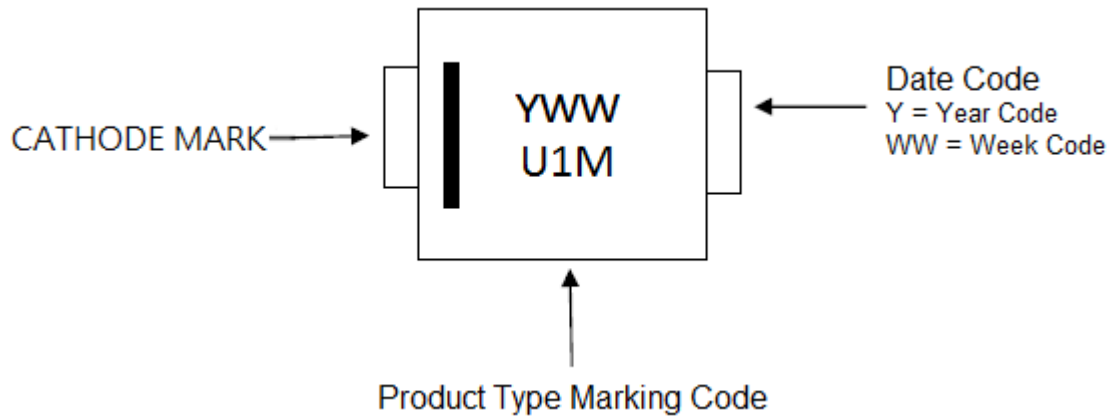 YWW
U1M
CATHODE MARK
Date Code
Y = Year Code
WW = Week Code
Product Type Marking Code